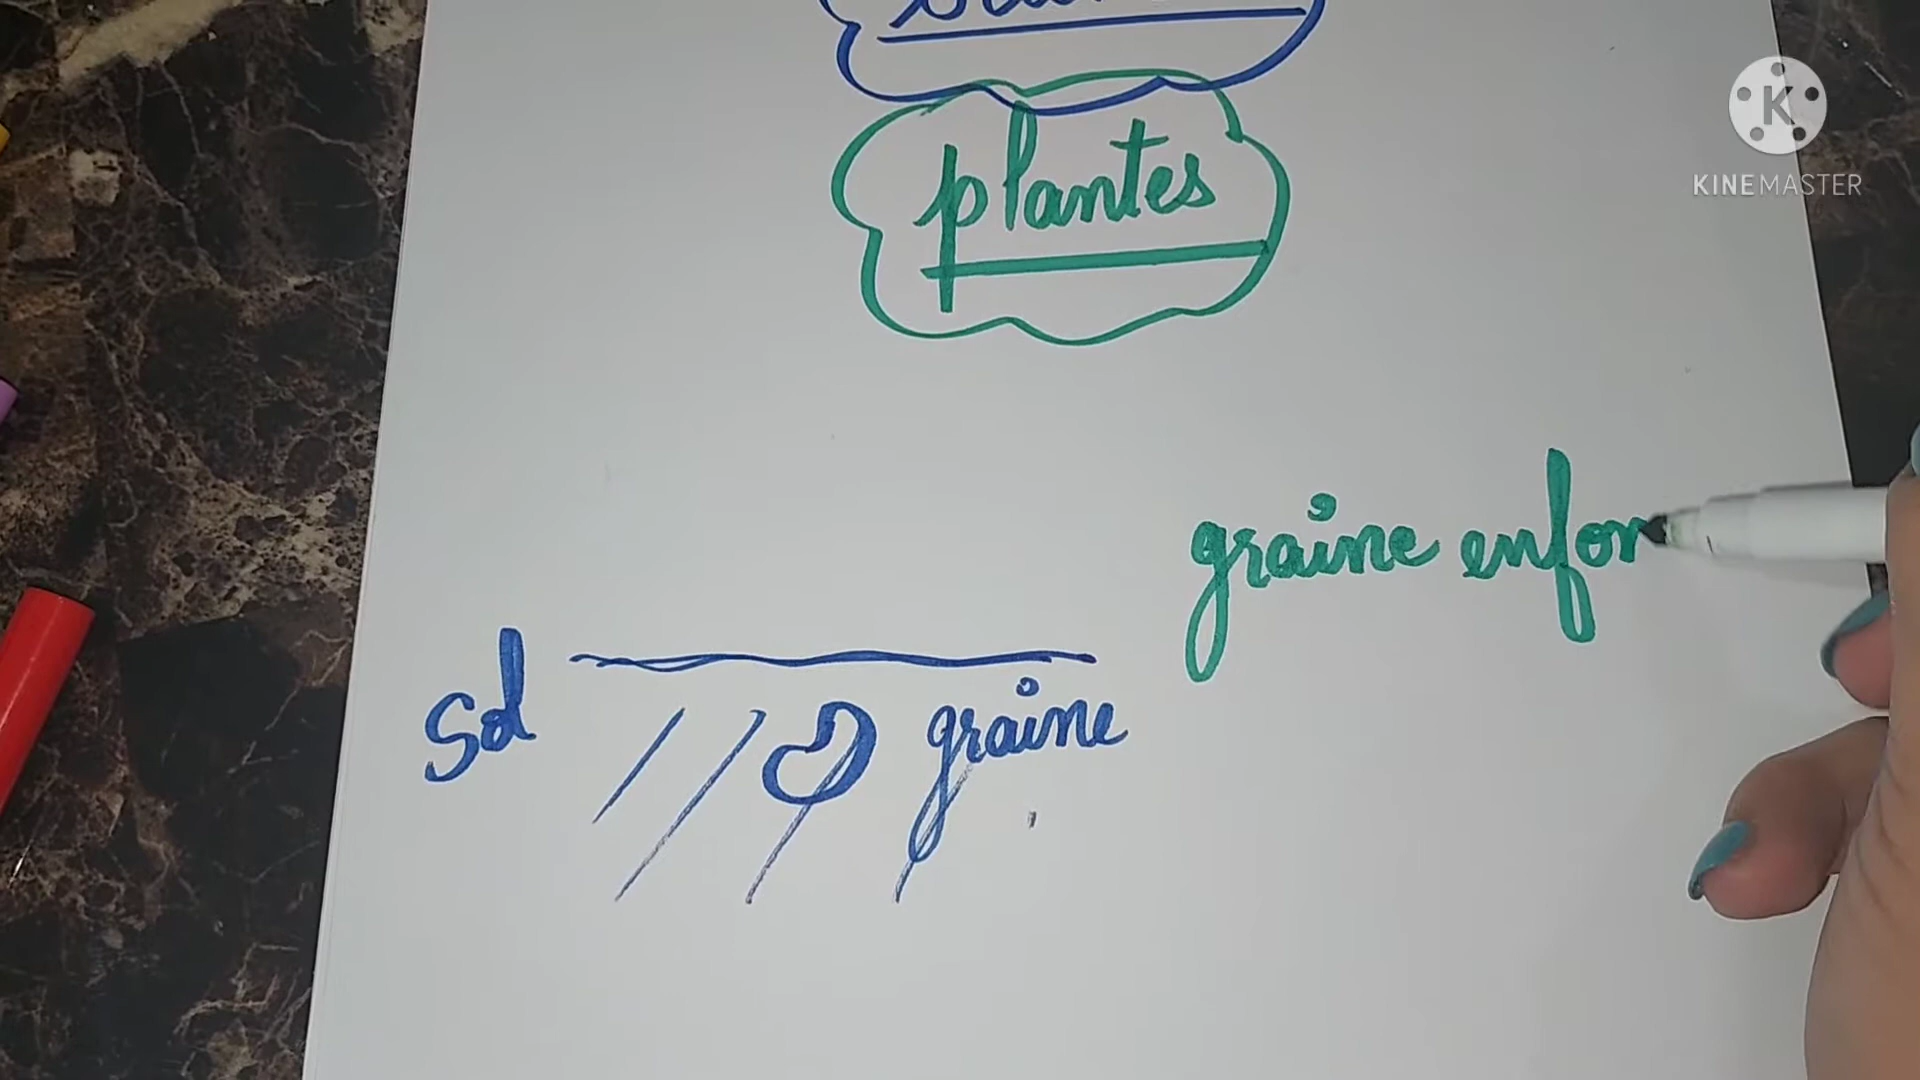 plantes
graine enfor
Sol
graine
KINEMASTER